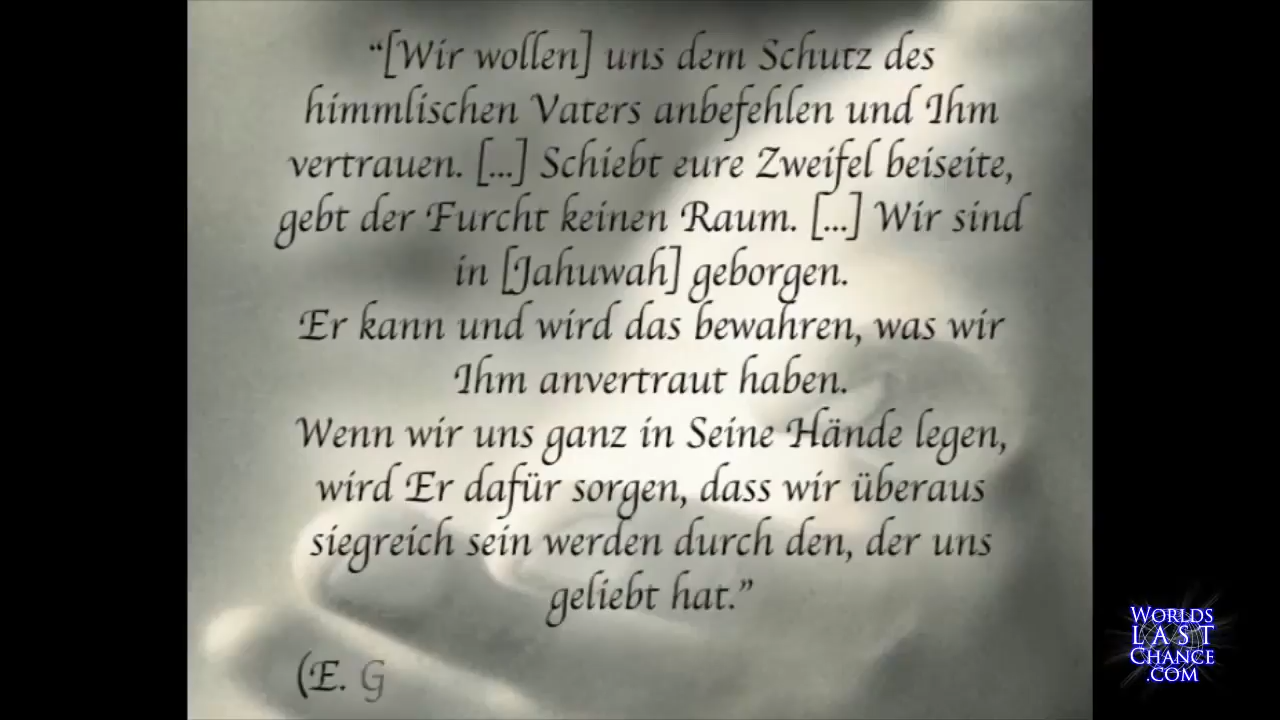 “[Wir wollen] uns dem Schutz des
himmlischen Vaters anbefehlen und Ihm
vertrauen. [...] Schiebt eure Zweifel beiseite,
gebt der Furcht keinen Raum. [...] Wir sind
in [Jahuwah] geborgen.
Er kann und wird das bewahren, was wir
Ihm anvertraut haben.
Wenn wir uns ganz in Seine Hände legen,
wird Er dafür sorgen, dass wir überaus
siegreich sein werden durch den, der uns
geliebt hat.”
(E. G
WORLDS
LAST
CHANCE
.COM